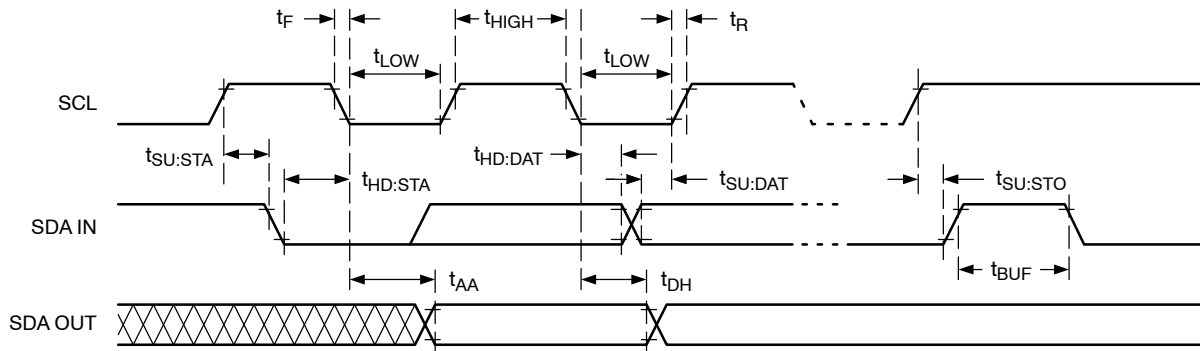 tF
tHIGH
tR
tLOW
tLOW
SCL
tSU:STA
tHD:STA
tHD:DAT
tSU:DAT
tSU:STO
SDA IN
tBUF
tAA
tDH
SDA OUT